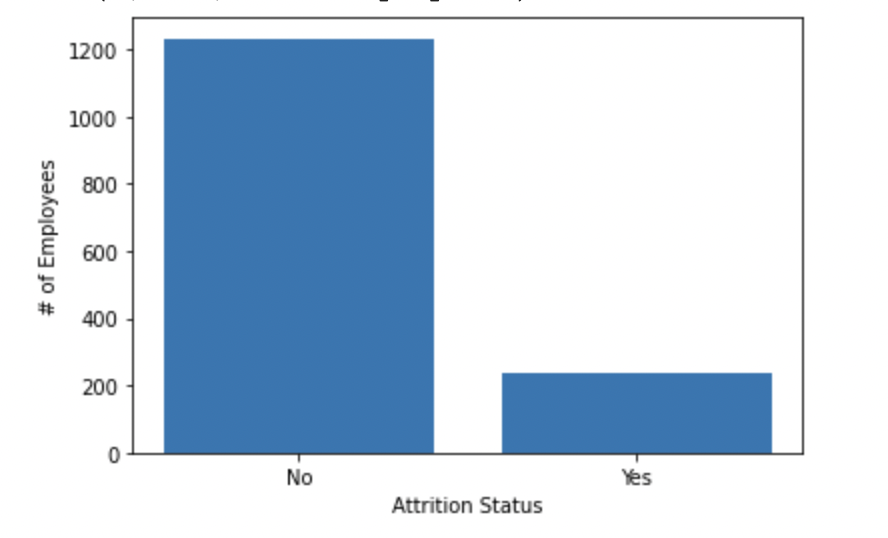 1200
1000
800
600
400
200
0
# of Employees
No Yes
Attrition Status